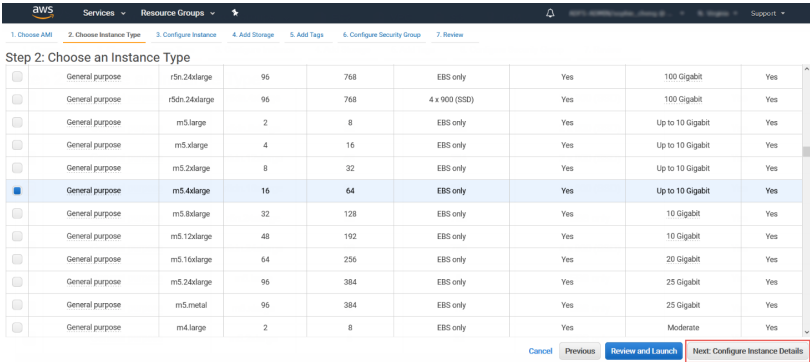 aws Services Resource Groups Support
1. Choose AMI 2. Choose Instance Type 3. Configure Instance 4. Add Storage 5. Add Tags 6. Configure Security Group 7. Review
Step 2: Choose an Instance Type
General purpose r5n.24xlarge 96 768 EBS only Yes 100 Gigabit Yes
General purpose r5dn.24xlarge 96 768 4 x 900 (SSD) Yes 100 Gigabit Yes
General purpose m5.large 2 8 EBS only Yes Up to 10 Gigabit Yes
General purpose m5.xlarge 4 16 EBS only Yes Up to 10 Gigabit Yes
General purpose m5.2xlarge 8 32 EBS only Yes Up to 10 Gigabit Yes
General purpose m5.4xlarge 16 64 EBS only Yes Up to 10 Gigabit Yes
General purpose m5.8xlarge 32 128 EBS only Yes 10 Gigabit Yes
General purpose m5.12xlarge 48 192 EBS only Yes 10 Gigabit Yes
General purpose m5.16xlarge 64 256 EBS only Yes 20 Gigabit Yes
General purpose m5.24xlarge 96 384 EBS only Yes 25 Gigabit Yes
General purpose m5.metal 96 384 EBS only Yes 25 Gigabit Yes
General purpose m4.large 2 8 EBS only Yes Moderate Yes
Cancel Previous Review and Launch Next: Configure Instance Details